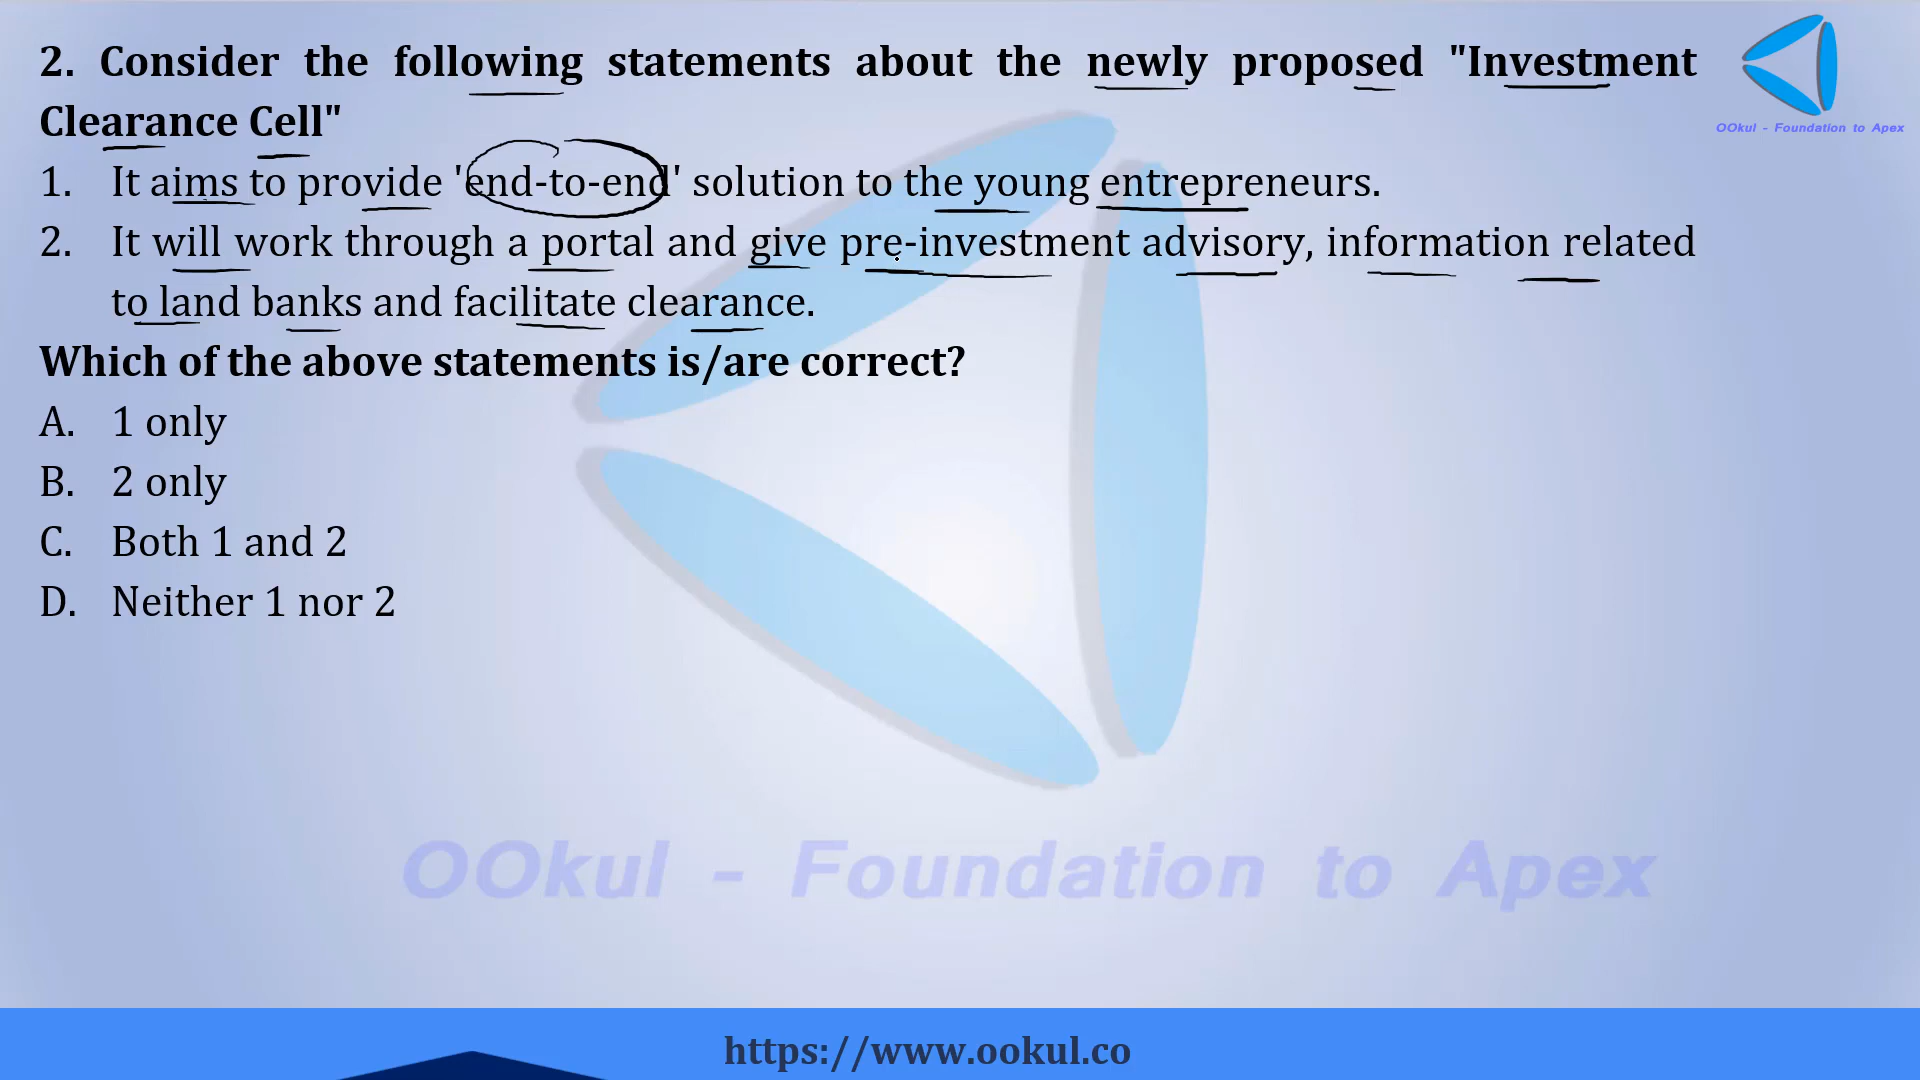 2. Consider the following statements about the newly proposed "Investment
Clearance Cell"
1. It aims to provide 'end-to-end' solution to the young entrepreneurs.
2. It will work through a portal and give pre-investment advisory, information related
to land banks and facilitate clearance.
Which of the above statements is/are correct?
A. 1 only
B. 2 only
C. Both 1 and 2
D. Neither 1 nor 2
OOkul - Foundation to Apex
OOkul - Foundation to Apex
https://www.ookul.co